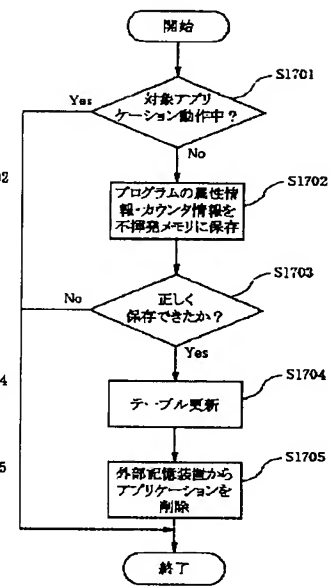 開始
S1701
Yes
対象アプリ
ケーション動作中？
No
02
S1702
プログラムの属性情
報・カウンタ情報を
不揮発メモリに保存
S1703
No
正しく
保存できたか？
Yes
4
S1704
テーブル更新
5
S1705
外部記憶装置から
アプリケーションを
削除
終了